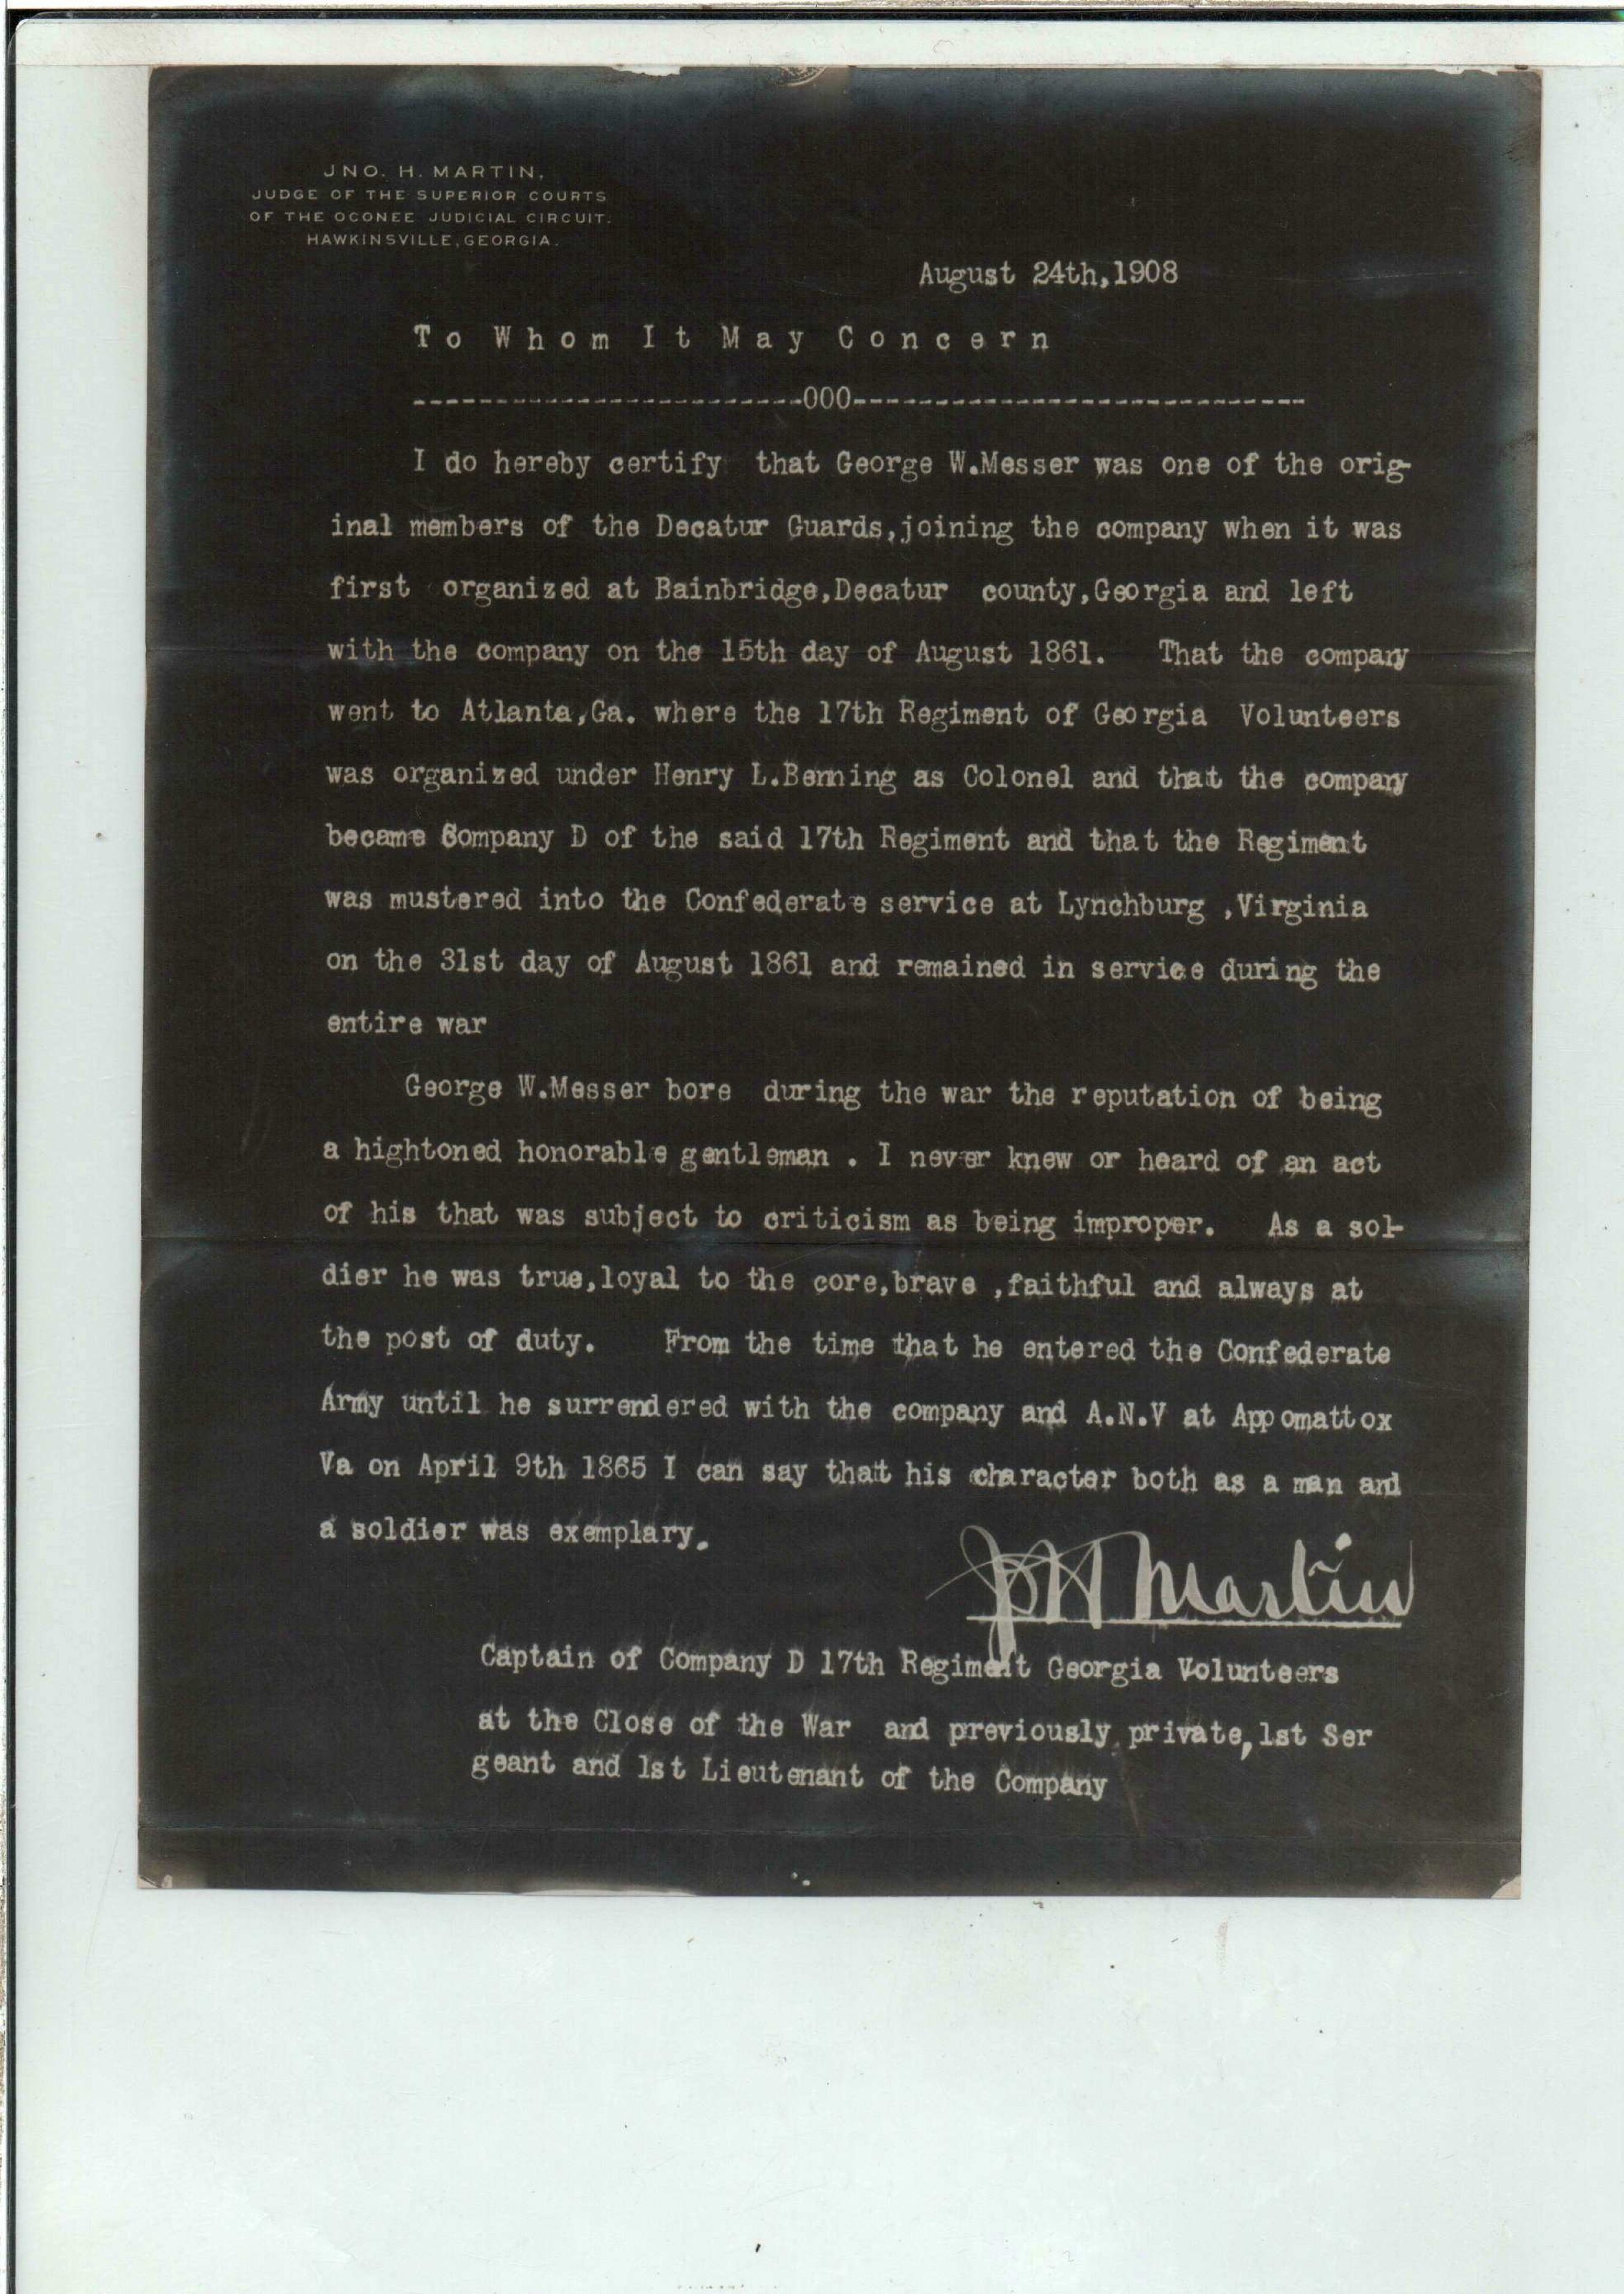 JNO. H. MARTIN,
JUDGE OF THE SUPERIOR COURTS
OF THE OCONEE JUDICIAL CIRCUIT.
HAWKINSVILLE, GEORGIA.
August 24th,1908
To Whom It May Concern
------------------------000----------------------------
I do hereby certify that George W.Messer was one of the orig-
inal members of the Decatur Guards,joining the company when it was
first organized at Bainbridge,Decatur county,Georgia and left
with the company on the 15th day of August 1861. That the company
went to Atlanta,Ga. where the 17th Regiment of Georgia Volunteers
was organized under Henry L.Benning as Colonel and that the company
became Company D of the said 17th Regiment and that the Regiment
was mustered into the Confederate service at Lynchburg ,Virginia
on the 31st day of August 1861 and remained in service during the
entire war
George W.Messer bore during the war the reputation of being
a hightoned honorable gentleman . I never knew or heard of an act
of his that was subject to criticism as being improper. As a sol-
dier he was true,loyal to the core,brave ,faithful and always at
the post of duty. From the time that he entered the Confederate
Army until he surrendered with the company and A.N.V at Appomattox
Va on April 9th 1865 I can say that his character both as a man and
a soldier was exemplary.
JnH Martin
Captain of Company D 17th Regiment Georgia Volunteers
at the Close of the War and previously private,1st Ser
geant and 1st Lieutenant of the Company